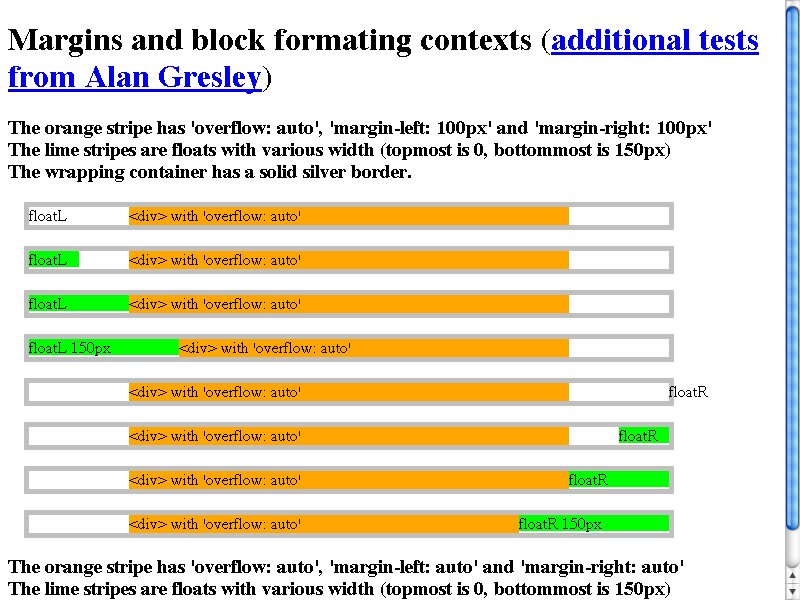 Margins and block formating contexts (additional tests
from Alan Gresley)
The orange stripe has 'overflow: auto', 'margin-left: 100px' and 'margin-right: 100px'
The lime stripes are floats with various width (topmost is 0, bottommost is 150px)
The wrapping container has a solid silver border.
floatL <div> with 'overflow: auto'
floatL <div> with 'overflow: auto'
floatL <div> with 'overflow: auto'
floatL 150px <div> with 'overflow: auto'
<div> with 'overflow: auto' floatR
<div> with 'overflow: auto' floatR
<div> with 'overflow: auto' floatR
<div> with 'overflow: auto' floatR 150px
The orange stripe has 'overflow: auto', 'margin-left: auto' and 'margin-right: auto'
The lime stripes are floats with various width (topmost is 0, bottommost is 150px)